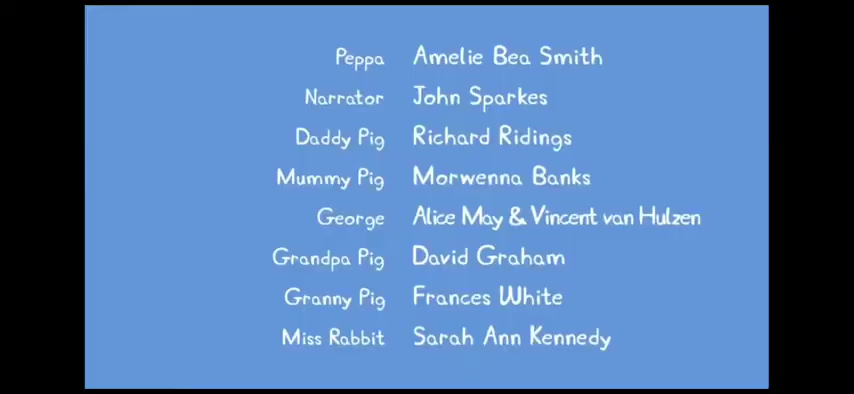 Peppa Amelie Bea Smith
Narrator John Sparkes
Daddy Pig Richard Ridings
Mummy Pig Morwenna Banks
George Alice May & Vincent van Hulzen
Grandpa Pig David Graham
Granny Pig Frances White
Miss Rabbit Sarah Ann Kennedy